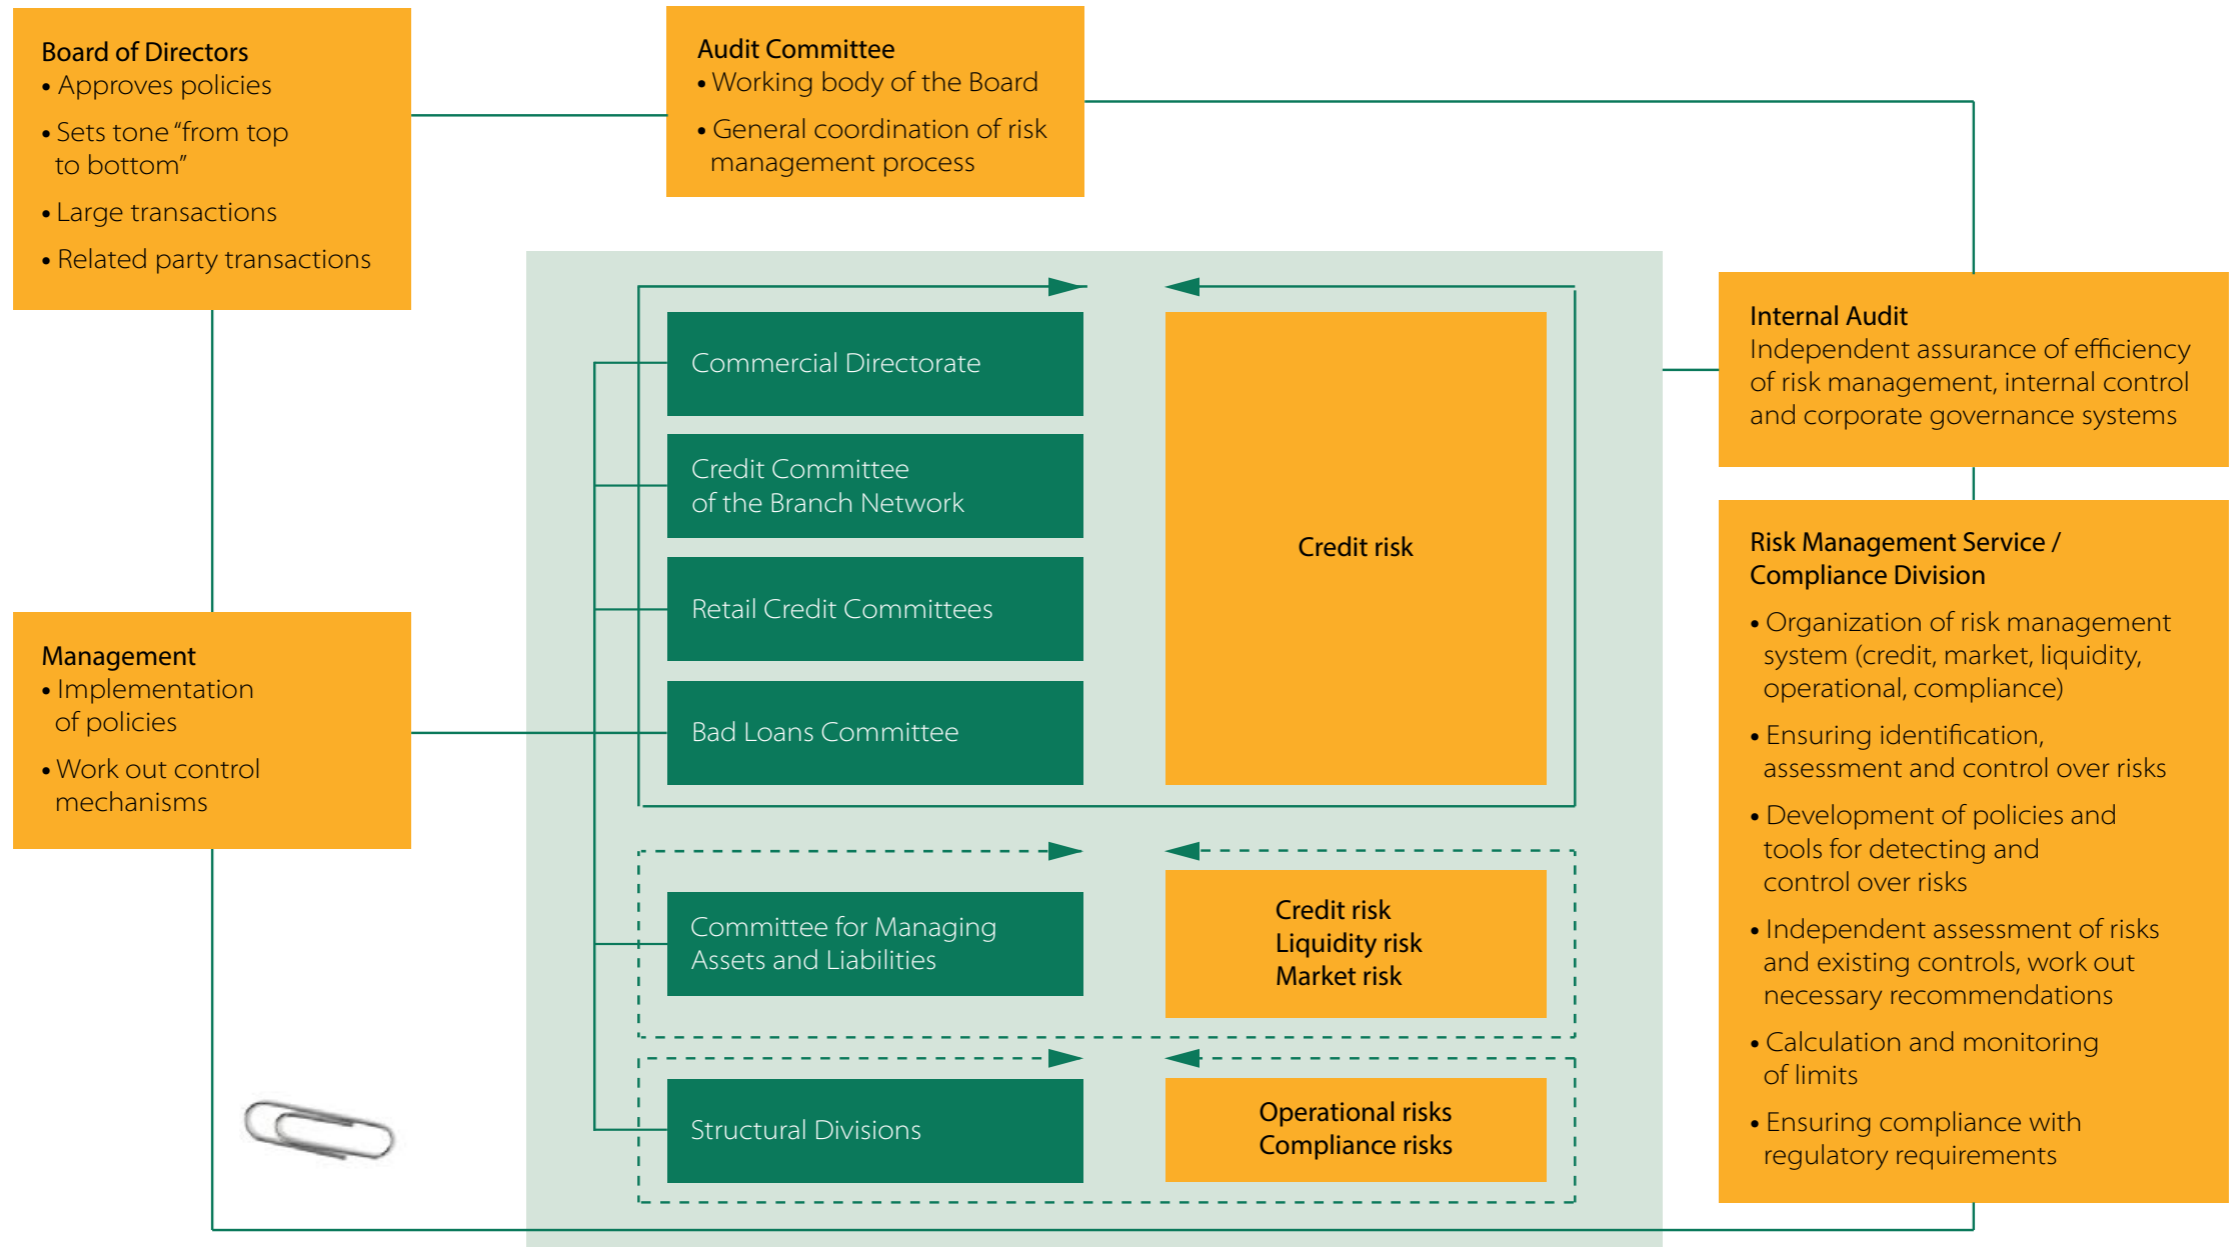 Board of Directors
• Approves policies
• Sets tone “from top
to bottom”
• Large transactions
• Related party transactions
Audit Committee
• Working body of the Board
• General coordination of risk
management process
Internal Audit
Independent assurance of efficiency
of risk management, internal control
and corporate governance systems
Commercial Directorate
Credit Committee
of the Branch Network
Retail Credit Committees
Bad Loans Committee
Credit risk
Management
• Implementation
of policies
• Work out control
mechanisms
Committee for Managing
Assets and Liabilities
Credit risk
Liquidity risk
Market risk
Structural Divisions
Operational risks
Compliance risks
Risk Management Service /
Compliance Division
• Organization of risk management
system (credit, market, liquidity,
operational, compliance)
• Ensuring identification,
assessment and control over risks
• Development of policies and
tools for detecting and
control over risks
• Independent assessment of risks
and existing controls, work out
necessary recommendations
• Calculation and monitoring
of limits
• Ensuring compliance with
regulatory requirements